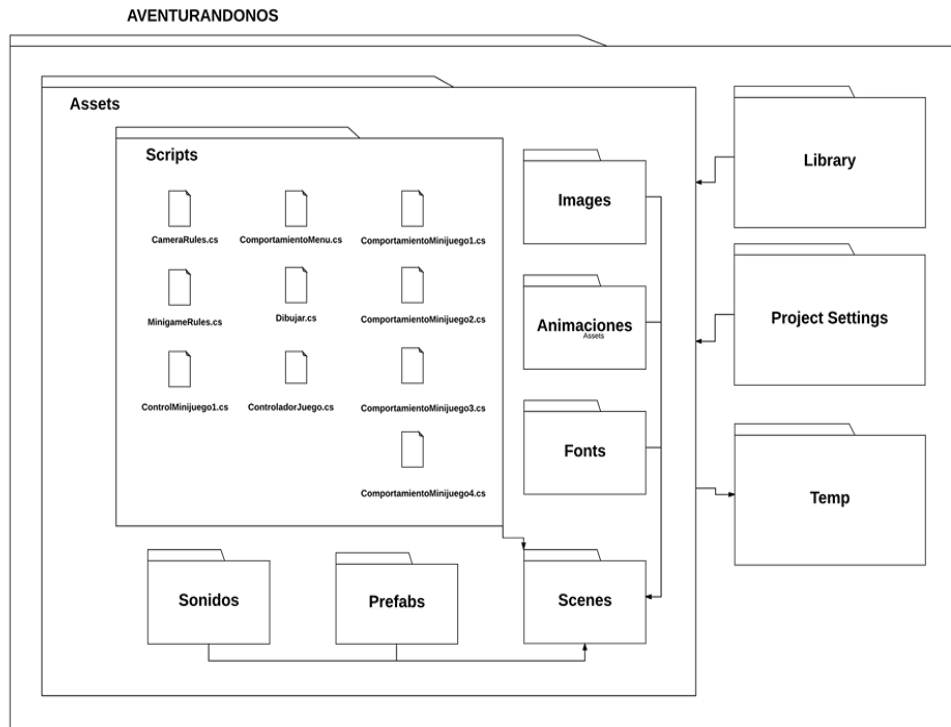 AVENTURANDONOS
Assets
Scripts
CameraRules.cs
ComportamientoMenu.cs
ComportamientoMinijuego1.cs
MinigameRules.cs
Dibujar.cs
ComportamientoMinijuego2.cs
ControlMinijuego1.cs
ControladorJuego.cs
ComportamientoMinijuego3.cs
ComportamientoMinijuego4.cs
Images
Animaciones
Assets
Fonts
Sonidos
Prefabs
Scenes
Library
Project Settings
Temp